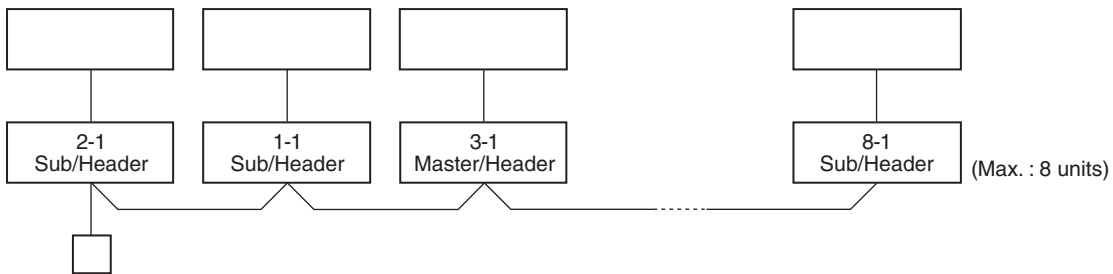 2-1
Sub/Header
1-1
Sub/Header
3-1
Master/Header
8-1
Sub/Header
(Max. : 8 units)